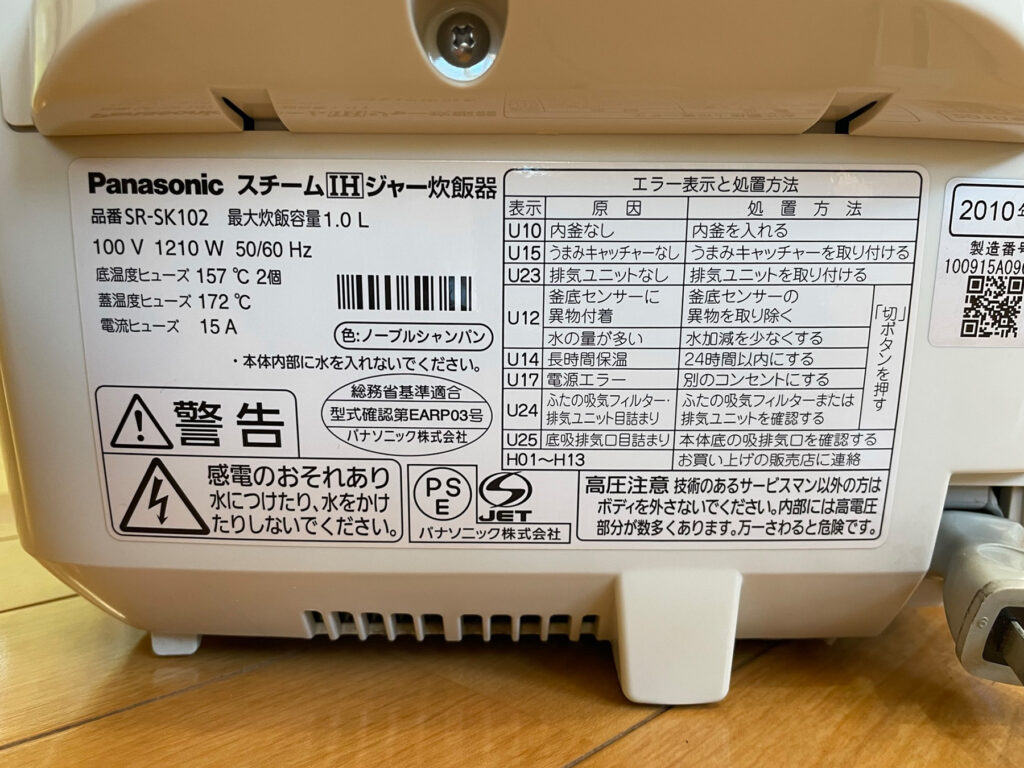 Panasonic スチームIHジャー炊飯器
品番 SR-SK102 最大炊飯容量 1.0 L
100 V 1210 W 50/60 Hz
底温度ヒューズ 157 ℃ 2個
蓋温度ヒューズ 172 ℃
電流ヒューズ 15 A
色:ノーブルシャンパン
・本体内部に水を入れないでください。
警告
総務省基準適合
型式確認第EARP03号
パナソニック株式会社
感電のおそれあり
水につけたり、水をかけ
たりしないでください。
PS
E
JET
パナソニック株式会社
エラー表示と処置方法
表示 原因 処置方法
U10 内釜なし 内釜を入れる
U15 うまみキャッチャーなし うまみキャッチャーを取り付ける
U23 排気ユニットなし 排気ユニットを取り付ける
U12 釜底センサーに 釜底センサーの
異物付着 異物を取り除く
水の量が多い 水加減を少なくする
U14 長時間保温 24時間以内にする
U17 電源エラー 別のコンセントにする
U24 ふたの吸気フィルター・ ふたの吸気フィルターまたは
排気ユニット目詰まり 排気ユニットを確認する
「切」ボタンを押す
U25 底吸排気口目詰まり 本体底の吸排気口を確認する
H01～H13 お買い上げの販売店に連絡
高圧注意 技術のあるサービスマン以外の方は
ボディを外さないでください。内部には高電圧
部分が数多くあります。万一さわると危険です。
2010年
製造番号
100915A09